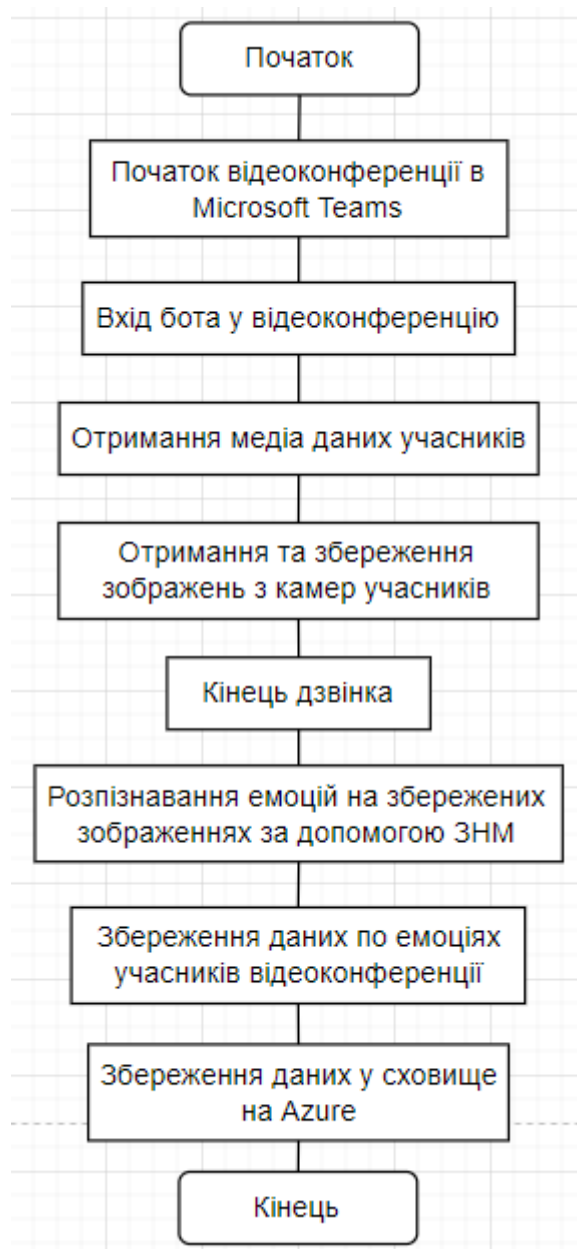 Початок
Початок відеоконференції в
Microsoft Teams
Вхід бота у відеоконференцію
Отримання медіа даних учасників
Отримання та збереження
зображень з камер учасників
Кінець дзвінка
Розпізнавання емоцій на збережених
зображеннях за допомогою ЗНМ
Збереження даних по емоціях
учасників відеоконференції
Збереження даних у сховище
на Azure
Кінець